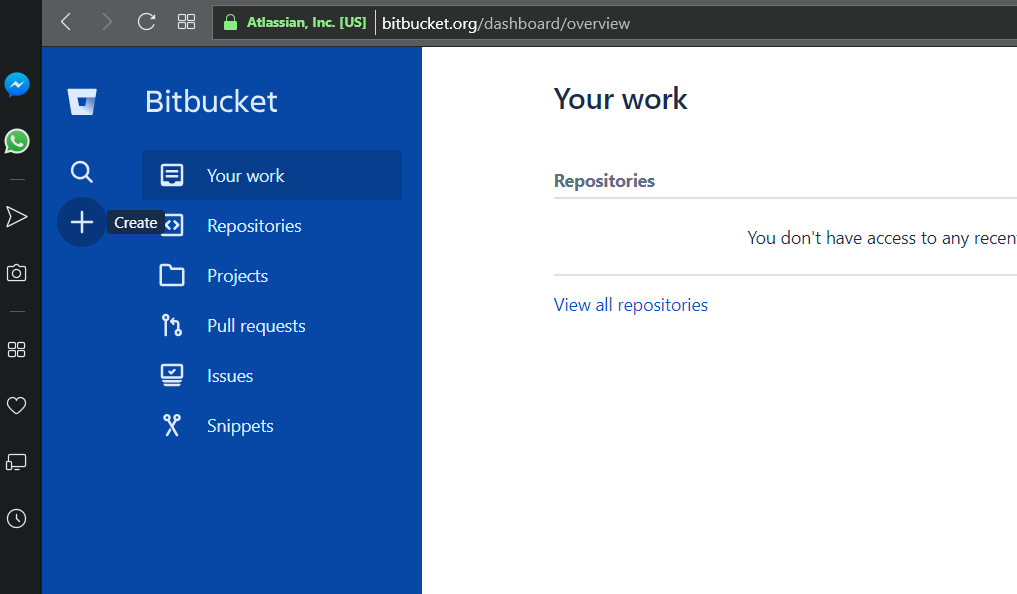 Atlassian, Inc. [US] bitbucket.org/dashboard/overview
Bitbucket
Your work
Repositories
Projects
Pull requests
Issues
Snippets
Create
Your work
Repositories
You don't have access to any recen
View all repositories